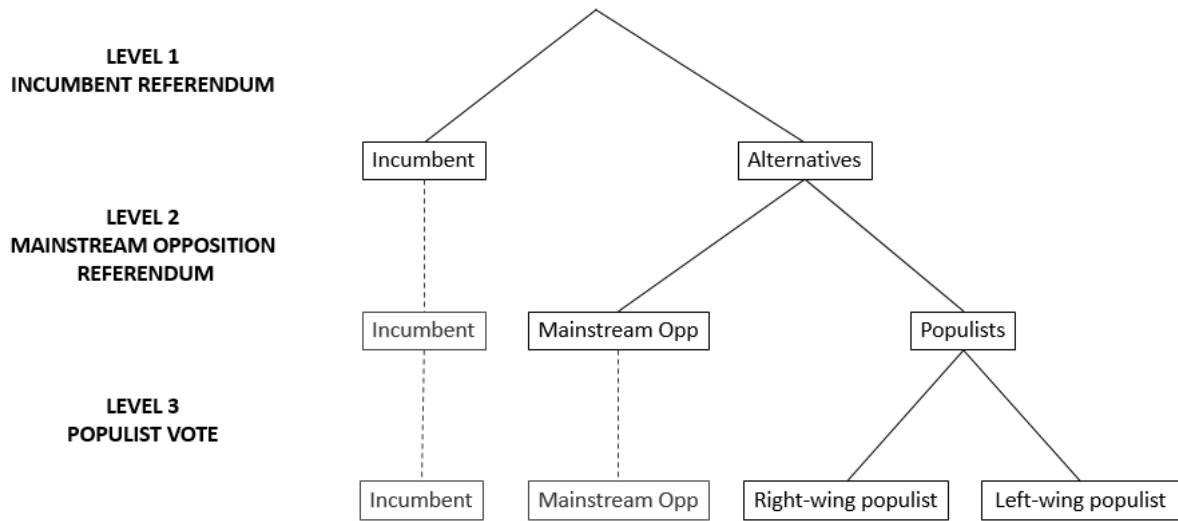 LEVEL 1
INCUMBENT REFERENDUM
Incumbent
Alternatives
LEVEL 2
MAINSTREAM OPPOSITION
REFERENDUM
Incumbent
Mainstream Opp
Populists
LEVEL 3
POPULIST VOTE
Incumbent
Mainstream Opp
Right-wing populist
Left-wing populist